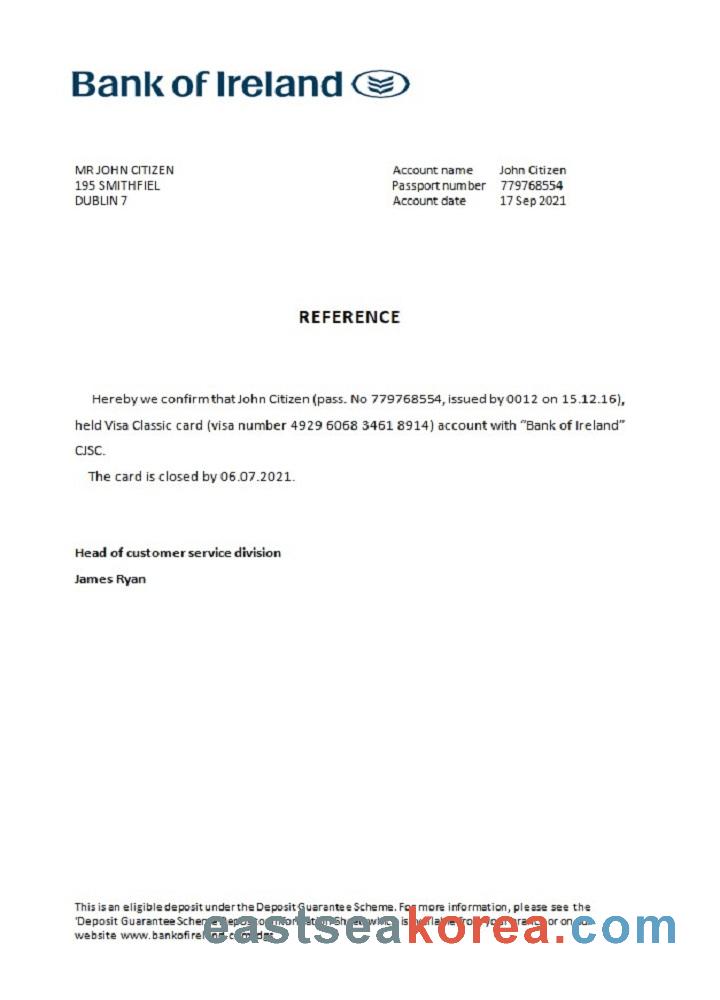 Bank of Ireland
MR JOHN CITIZEN
195 SMITHFIEL
DUBLIN 7
Account name John Citizen
Passport number 779768554
Account date 17 Sep 2021
REFERENCE
Hereby we confirm that John Citizen (pass. No 779768554, issued by 0012 on 15.12.16),
held Visa Classic card (visa number 4929 6068 3461 8914) account with “Bank of Ireland”
CJSC.
The card is closed by 06.07.2021.
Head of customer service division
James Ryan
This is an eligible deposit under the Deposit Guarantee Scheme. For more information, please see the
'Deposit Guarantee Scheme
website www.bankofirel
eastseakorea.com